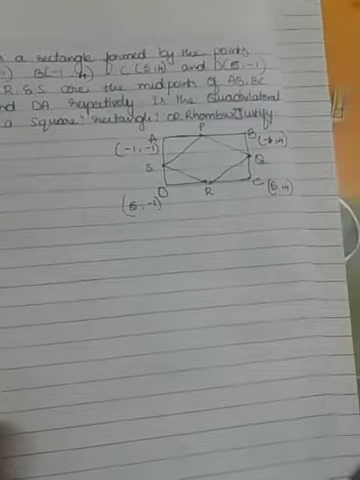 a rectangle formed by the points
B(-1, 4) C(5,4) and D(5,-1)
R & S are the midpoints of AB, BC
and DA respectively Is the Quadrilateral
a Square? rectangle? or Rhombus? Justify
A P B
(-1, -1) (-1,4)
S Q
D R C (5,4)
(5,-1)